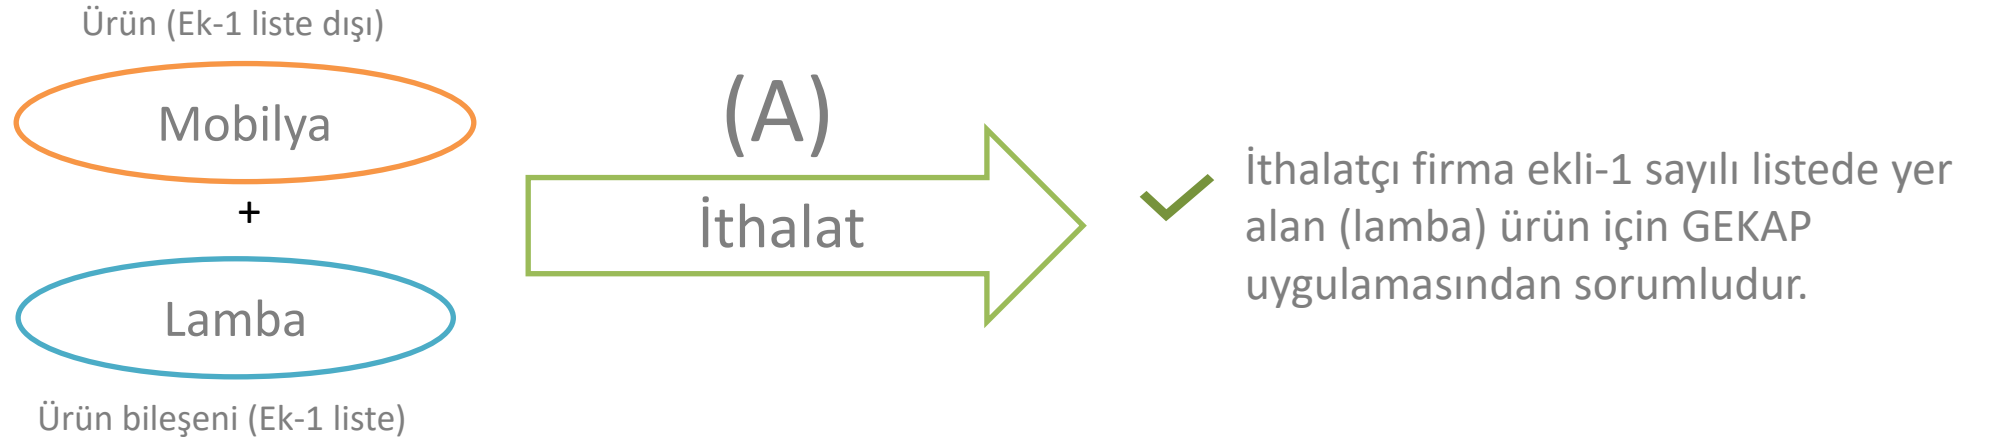 Ürün (Ek-1 liste dışı)
Mobilya
+
Lamba
Ürün bileşeni (Ek-1 liste)
(A)
İthalat
İthalatçı firma ekli-1 sayılı listede yer
alan (lamba) ürün için GEKAP
uygulamasından sorumludur.